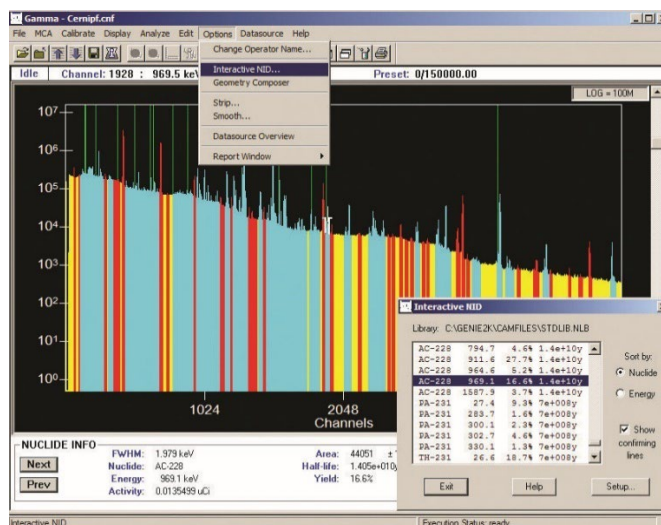 Gamma - Cernipf.cnf
File MCA Calibrate Display Analyze Edit Options Datasource Help
Change Operator Name...
Interactive NID...
Geometry Composer
Strip...
Smooth...
Datasource Overview
Report Window
Idle Channel: 1928 : 969.5 keV Preset: 0/150000.00
LOG = 100M
10⁷
10⁶
10⁵
10⁴
10³
10²
10¹
10⁰
1024 2048
Channels
Interactive NID
Library: C:\GENIE2K\CAMFILES\STDLIB.NLB
AC-228 794.7 4.6% 1.4e+10y
AC-228 911.6 27.7% 1.4e+10y
AC-228 964.6 5.2% 1.4e+10y
AC-228 969.1 16.6% 1.4e+10y
AC-228 1587.9 3.7% 1.4e+10y
PA-231 27.4 9.3% 7e+008y
PA-231 283.7 1.6% 7e+008y
PA-231 300.1 2.3% 7e+008y
PA-231 302.7 4.6% 7e+008y
PA-231 330.1 1.3% 7e+008y
TH-231 26.6 18.7% 7e+008y
Sort by:
Nuclide
Energy
Show confirming lines
Exit Help Setup...
NUCLIDE INFO
Next
Prev
FWHM: 1.979 keV Area: 44051 ±
Nuclide: AC-228 Half-life: 1.405e+010
Energy: 969.1 keV Yield: 16.6%
Activity: 0.0135499 uCi
Interactive NID Execution Status: ready